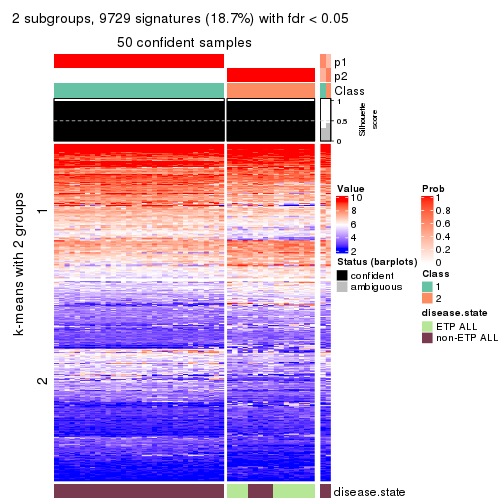 2 subgroups, 9729 signatures (18.7%) with fdr < 0.05
50 confident samples
p1
p2
Class
1
0.5
0
Silhouette
score
k-means with 2 groups
1
2
Value
10
8
6
4
2
Status (barplots)
confident
ambiguous
Prob
1
0.8
0.6
0.4
0.2
0
Class
1
2
disease.state
ETP ALL
non-ETP ALL
disease.state